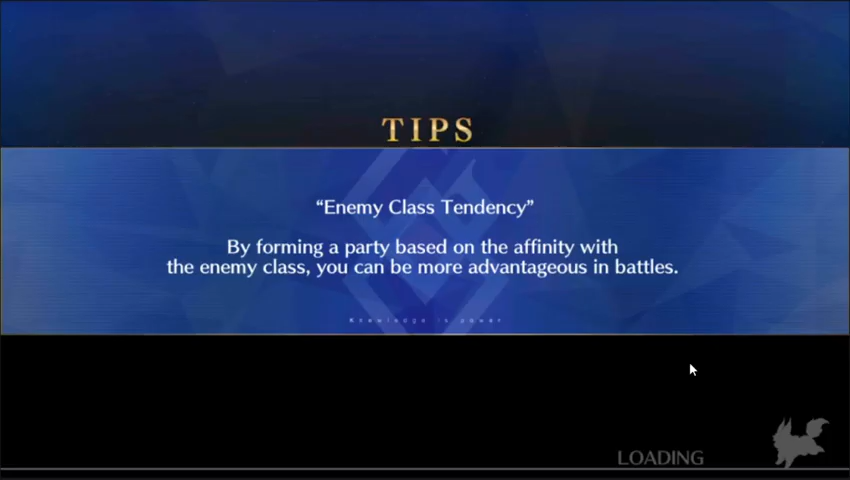 TIPS
“Enemy Class Tendency”
By forming a party based on the affinity with
the enemy class, you can be more advantageous in battles.
Knowledge is power
LOADING